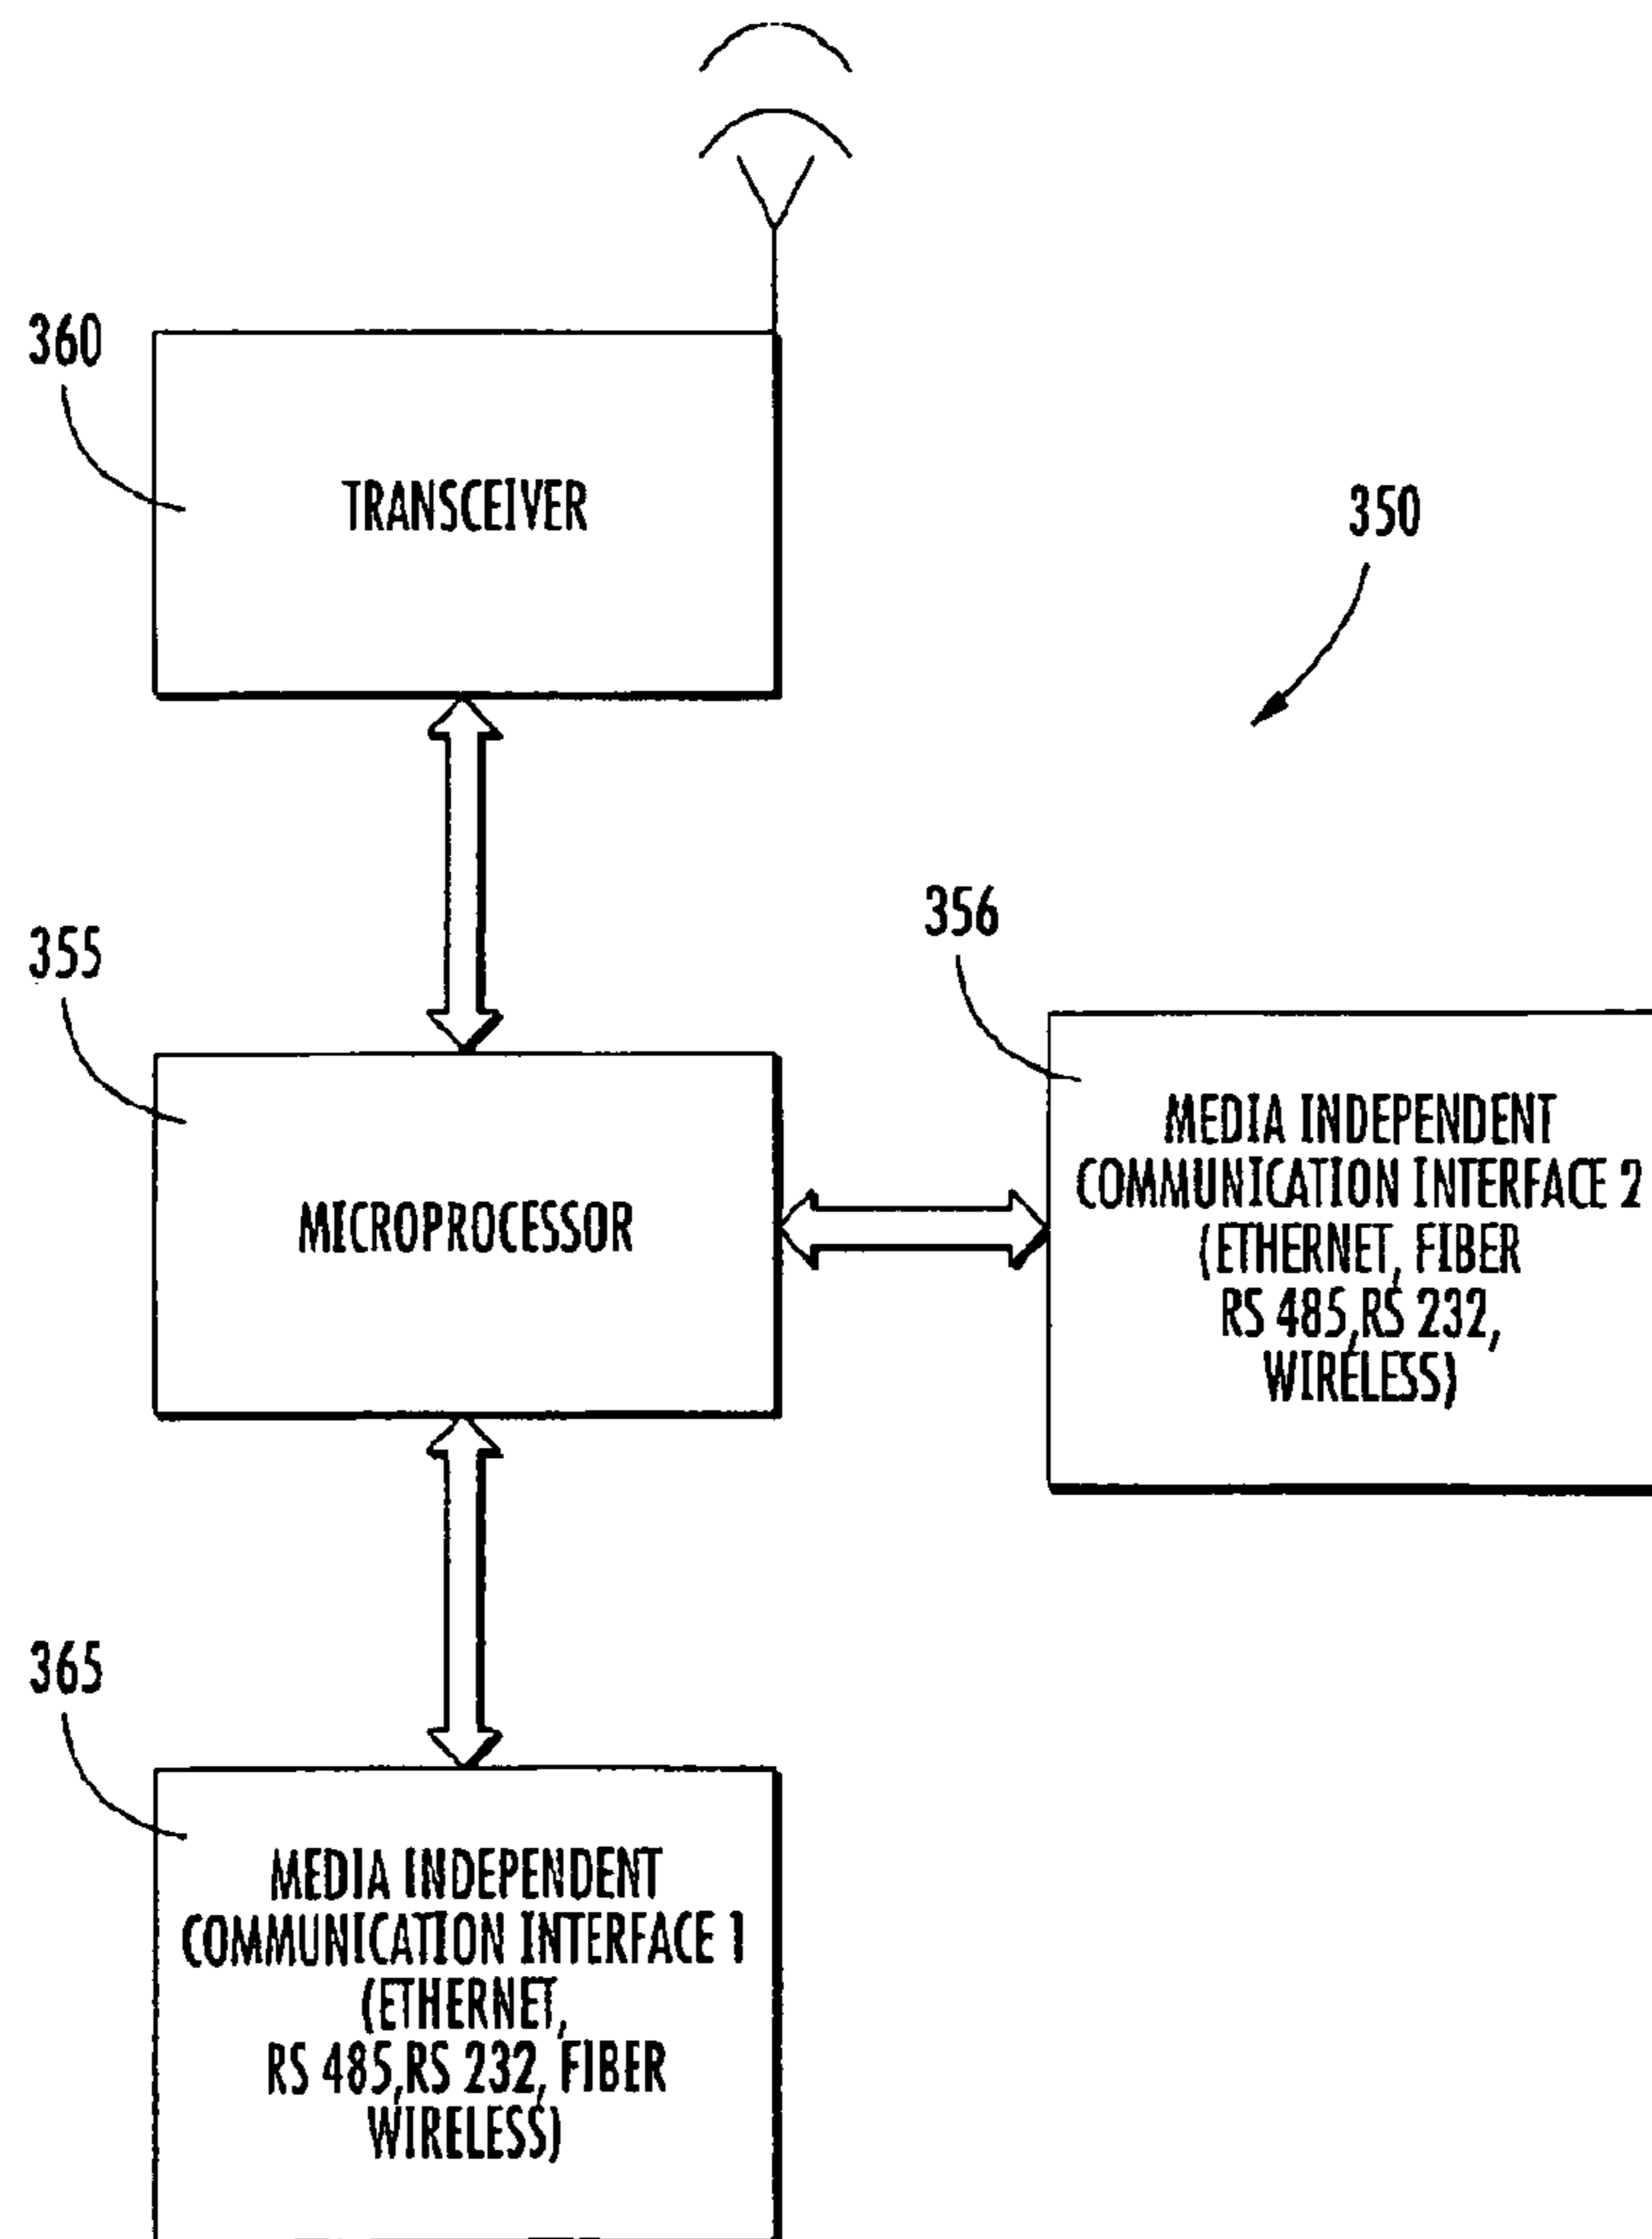 360
TRANSCEIVER
350
355
MICROPROCESSOR
356
MEDIA INDEPENDENT
COMMUNICATION INTERFACE 2
(ETHERNET, FIBER
RS 485,RS 232,
WIRELESS)
365
MEDIA INDEPENDENT
COMMUNICATION INTERFACE 1
(ETHERNET,
RS 485,RS 232, FIBER
WIRELESS)